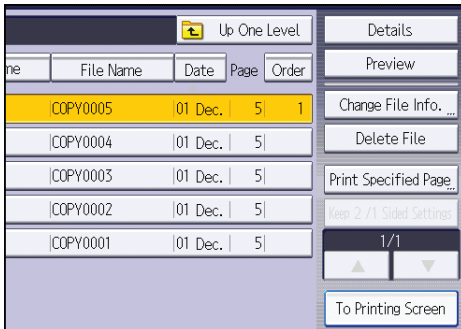 Up One Level
Details
me File Name Date Page Order
Preview
COPY0005 01 Dec. 5 1
Change File Info.
COPY0004 01 Dec. 5
Delete File
COPY0003 01 Dec. 5
Print Specified Page
COPY0002 01 Dec. 5
Keep 2 /1 Sided Settings
COPY0001 01 Dec. 5
1/1
To Printing Screen